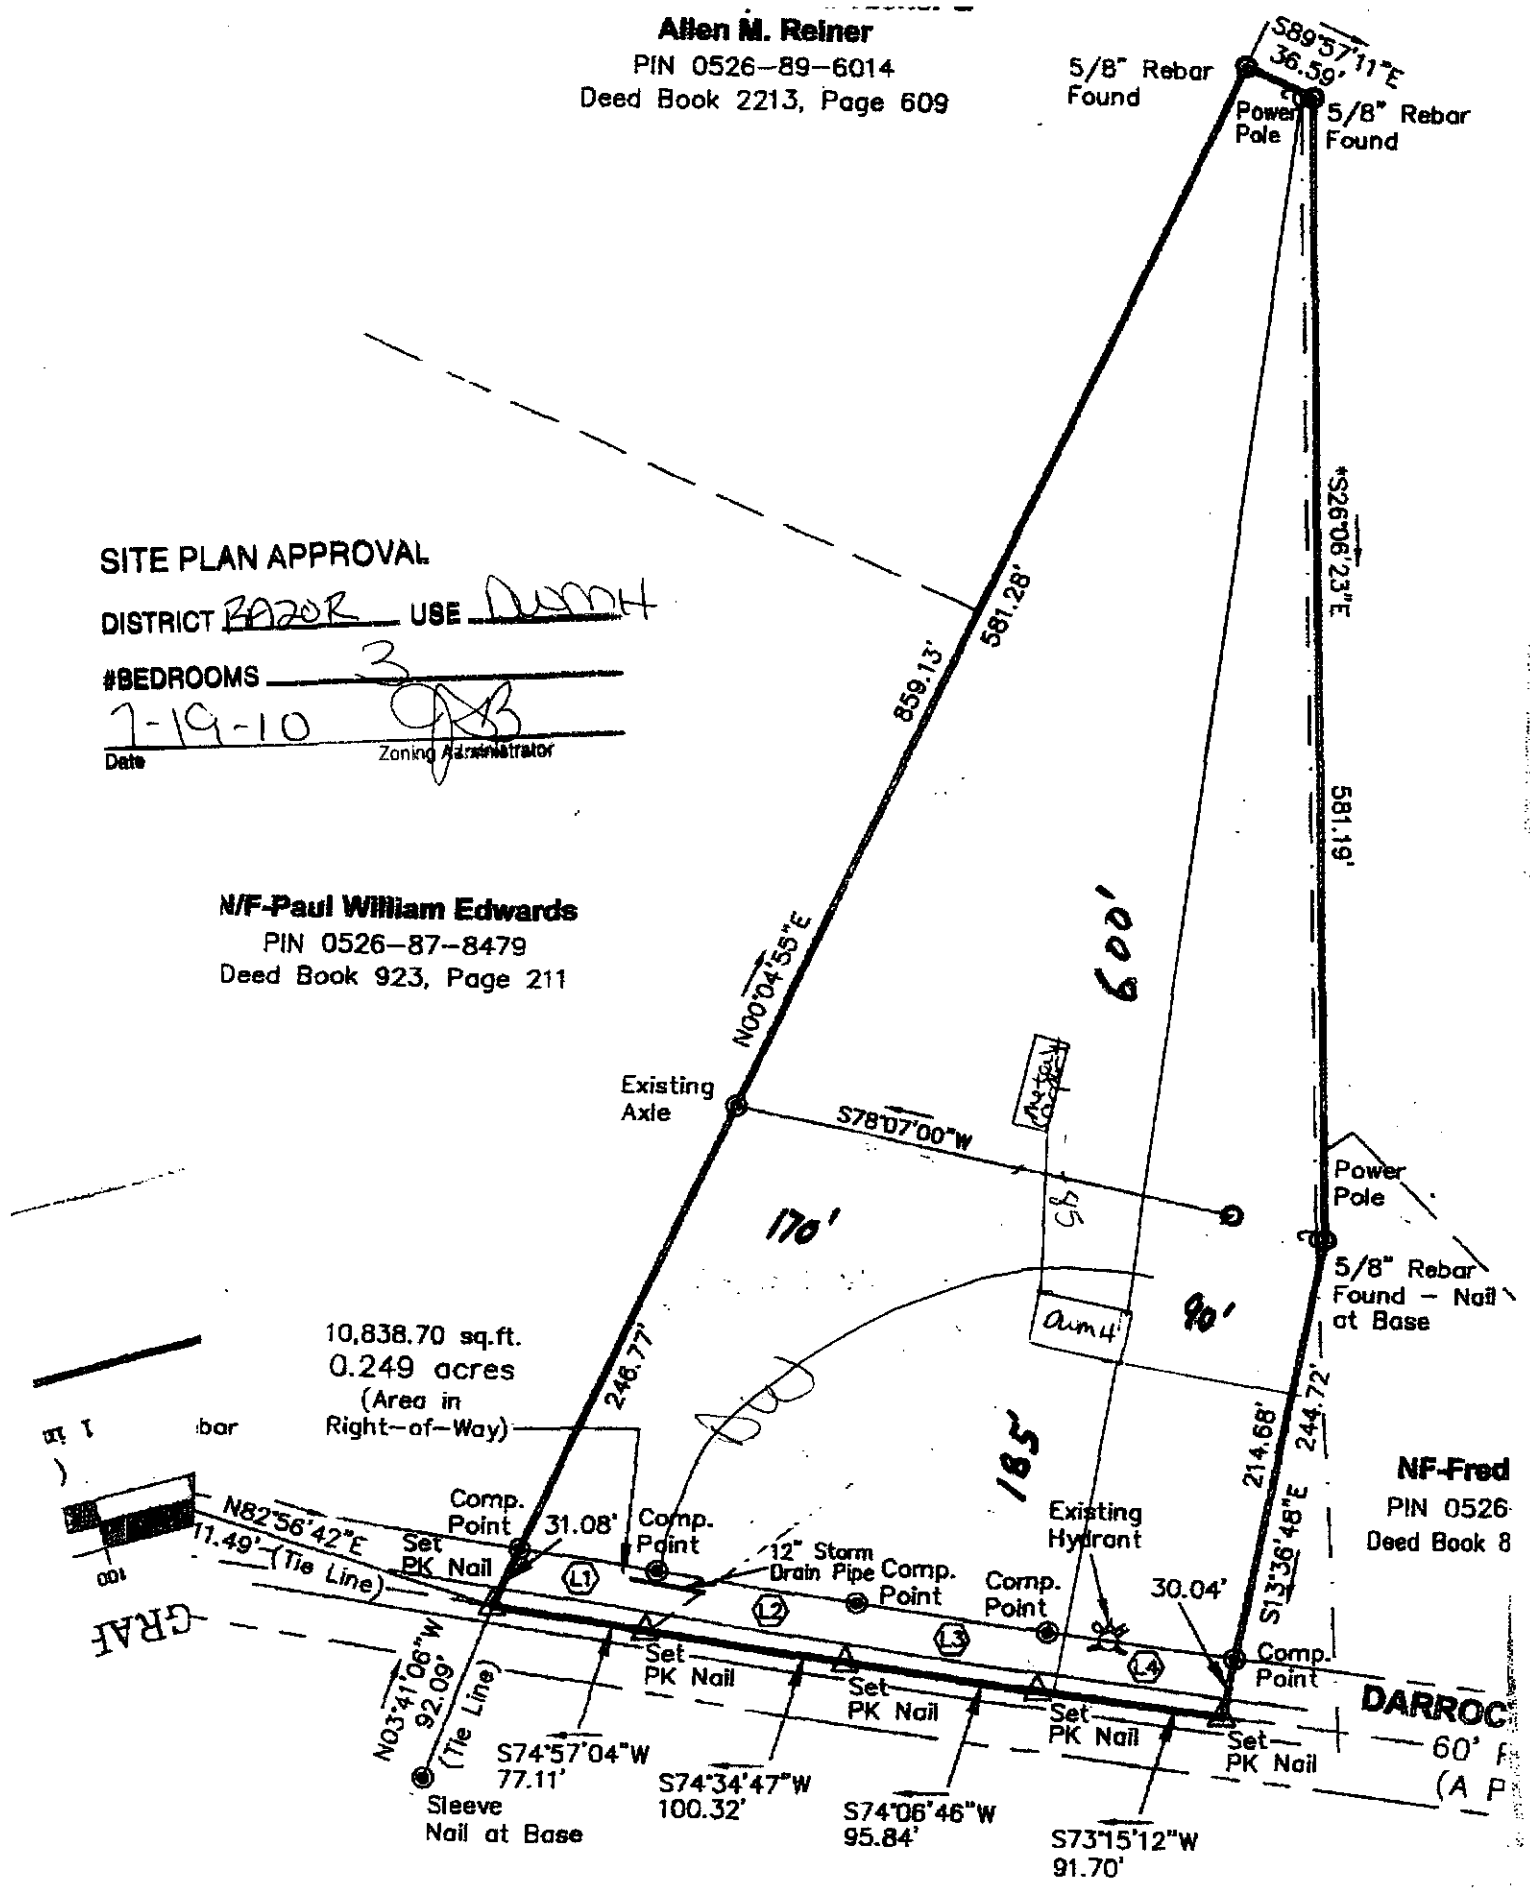 Allen M. Reiner
PIN 0526-89-6014
Deed Book 2213, Page 609
5/8" Rebar
Found
S89°57'11"E
36.59'
Power
Pole
5/8" Rebar
Found
*S26°06'23"E
581.19'
SITE PLAN APPROVAL
DISTRICT RA20R USE DWMH
#BEDROOMS 3
7-19-10
Date
Zoning Administrator
581.28'
859.13'
N/F-Paul William Edwards
PIN 0526-87-8479
Deed Book 923, Page 211
N00°04'55"E
600'
Existing
Axle
S78°07'00"W
95
170'
Power
Pole
5/8" Rebar
Found - Nail
at Base
90'
10,838.70 sq.ft.
0.249 acres
(Area in
Right-of-Way)
246.77'
185'
214.68'
244.72'
S13°36'48"E
NF-Fred
PIN 0526-
Deed Book 8
1 in
(
bar
100
GRAP
N82°56'42"E
11.49' (Tie Line)
Comp.
Point
Set
PK Nail
31.08'
Comp.
Point
12" Storm
Drain Pipe
Comp.
Point
Comp.
Point
Existing
Hydrant
30.04'
Comp.
Point
L1
L2
L3
L4
Set
PK Nail
Set
PK Nail
Set
PK Nail
Set
PK Nail
DARROC
60'
(A P
N03°41'06"W
92.09'
(Tie Line)
Sleeve
Nail at Base
S74°57'04"W
77.11'
S74°34'47"W
100.32'
S74°06'46"W
95.84'
S73°15'12"W
91.70'